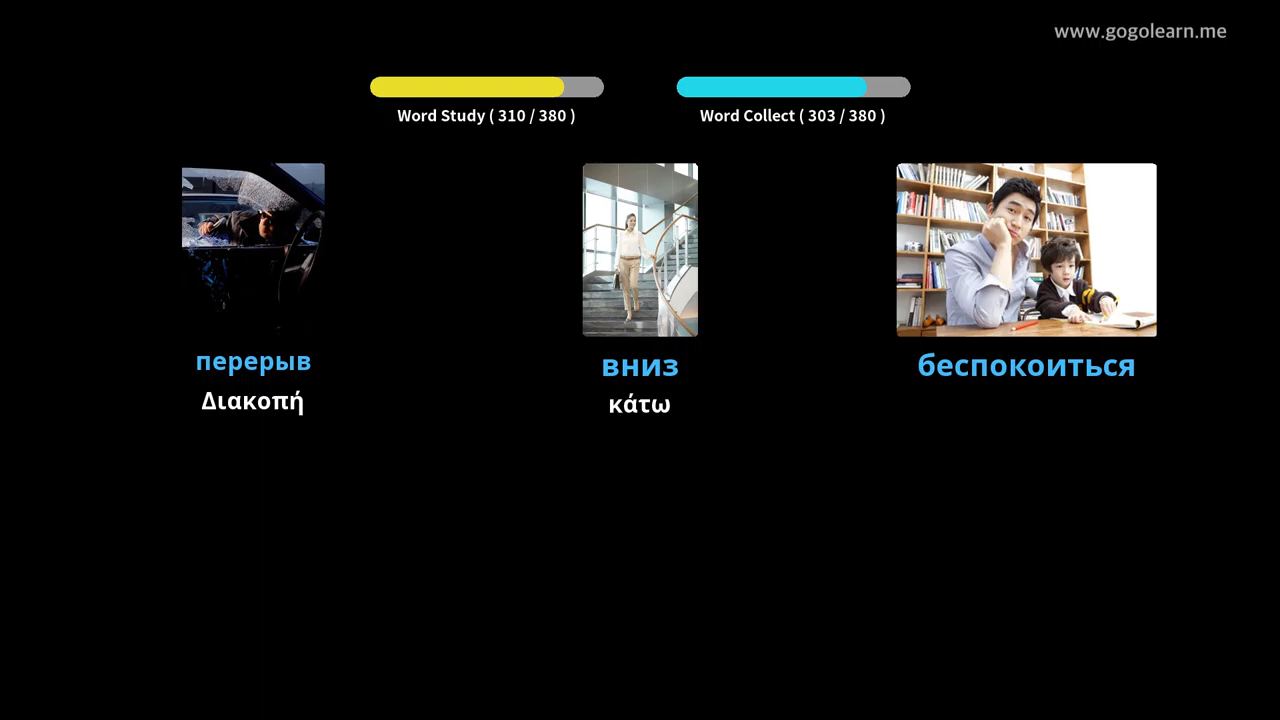 www.gogolearn.me
Word Study ( 310 / 380 )
Word Collect ( 303 / 380 )
перерыв
Διακοπή
вниз
κάτω
беспокоиться